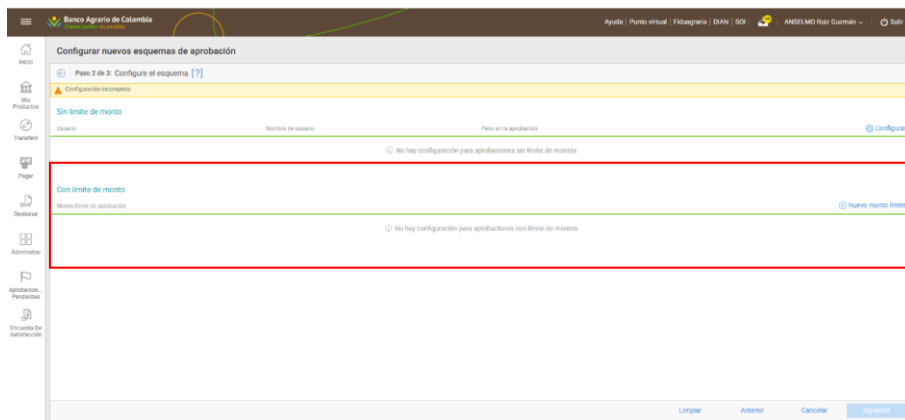 Banco Agrario de Colombia
Ayuda | Punto virtual | Fiduagraria | DIAN | SOI | ANSELMO Ruiz Guzmán Salir
Inicio
Mis Productos
Transferir
Pagar
Gestionar
Administrar
Aprobacion... Pendientes
Encuesta De Satisfacción
Configurar nuevos esquemas de aprobación
Paso 2 de 3: Configure el esquema [?]
Configuración incompleta
Sin límite de monto
Usuario Nombre de usuario Peso en la aprobación Configurar
No hay configuración para aprobaciones sin límite de montos
Con límite de monto
Monto límite de aprobación Nuevo monto límite
No hay configuración para aprobaciones con límite de montos
Limpiar Anterior Cancelar Siguiente